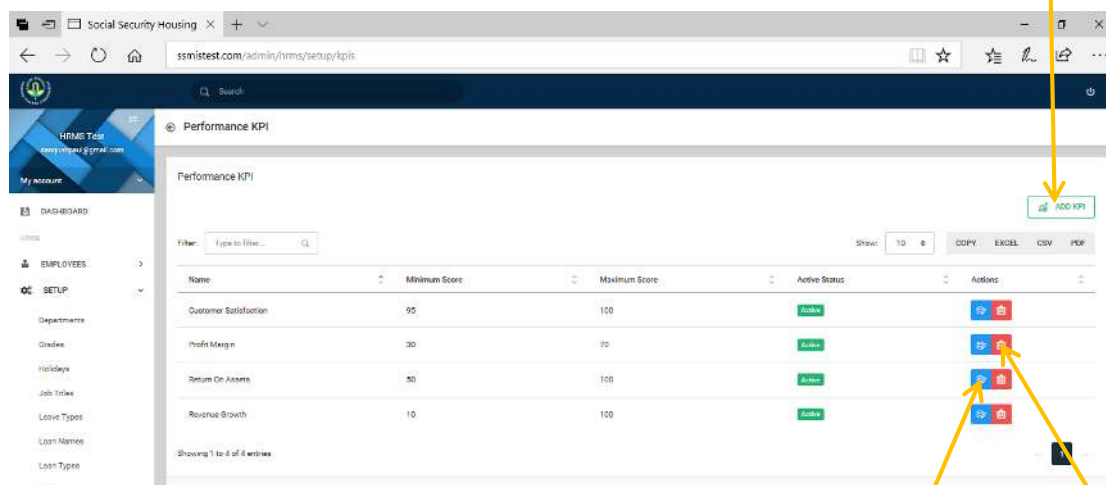 Social Security Housing
ssmistest.com/admin/hrms/setup/kpis
Search
HRMS Test
My account
Performance KPI
Performance KPI
DASHBOARD
HRMS
EMPLOYEES
SETUP
Departments
Grades
Holidays
Job Titles
Leave Types
Loan Names
Loan Types
ADD KPI
Filter: Type to filter...
Show: 10 COPY EXCEL CSV PDF
Name Minimum Score Maximum Score Active Status Actions
Customer Satisfaction 95 100 Active
Profit Margin 30 70 Active
Return On Assets 50 100 Active
Revenue Growth 10 100 Active
Showing 1 to 4 of 4 entries
1